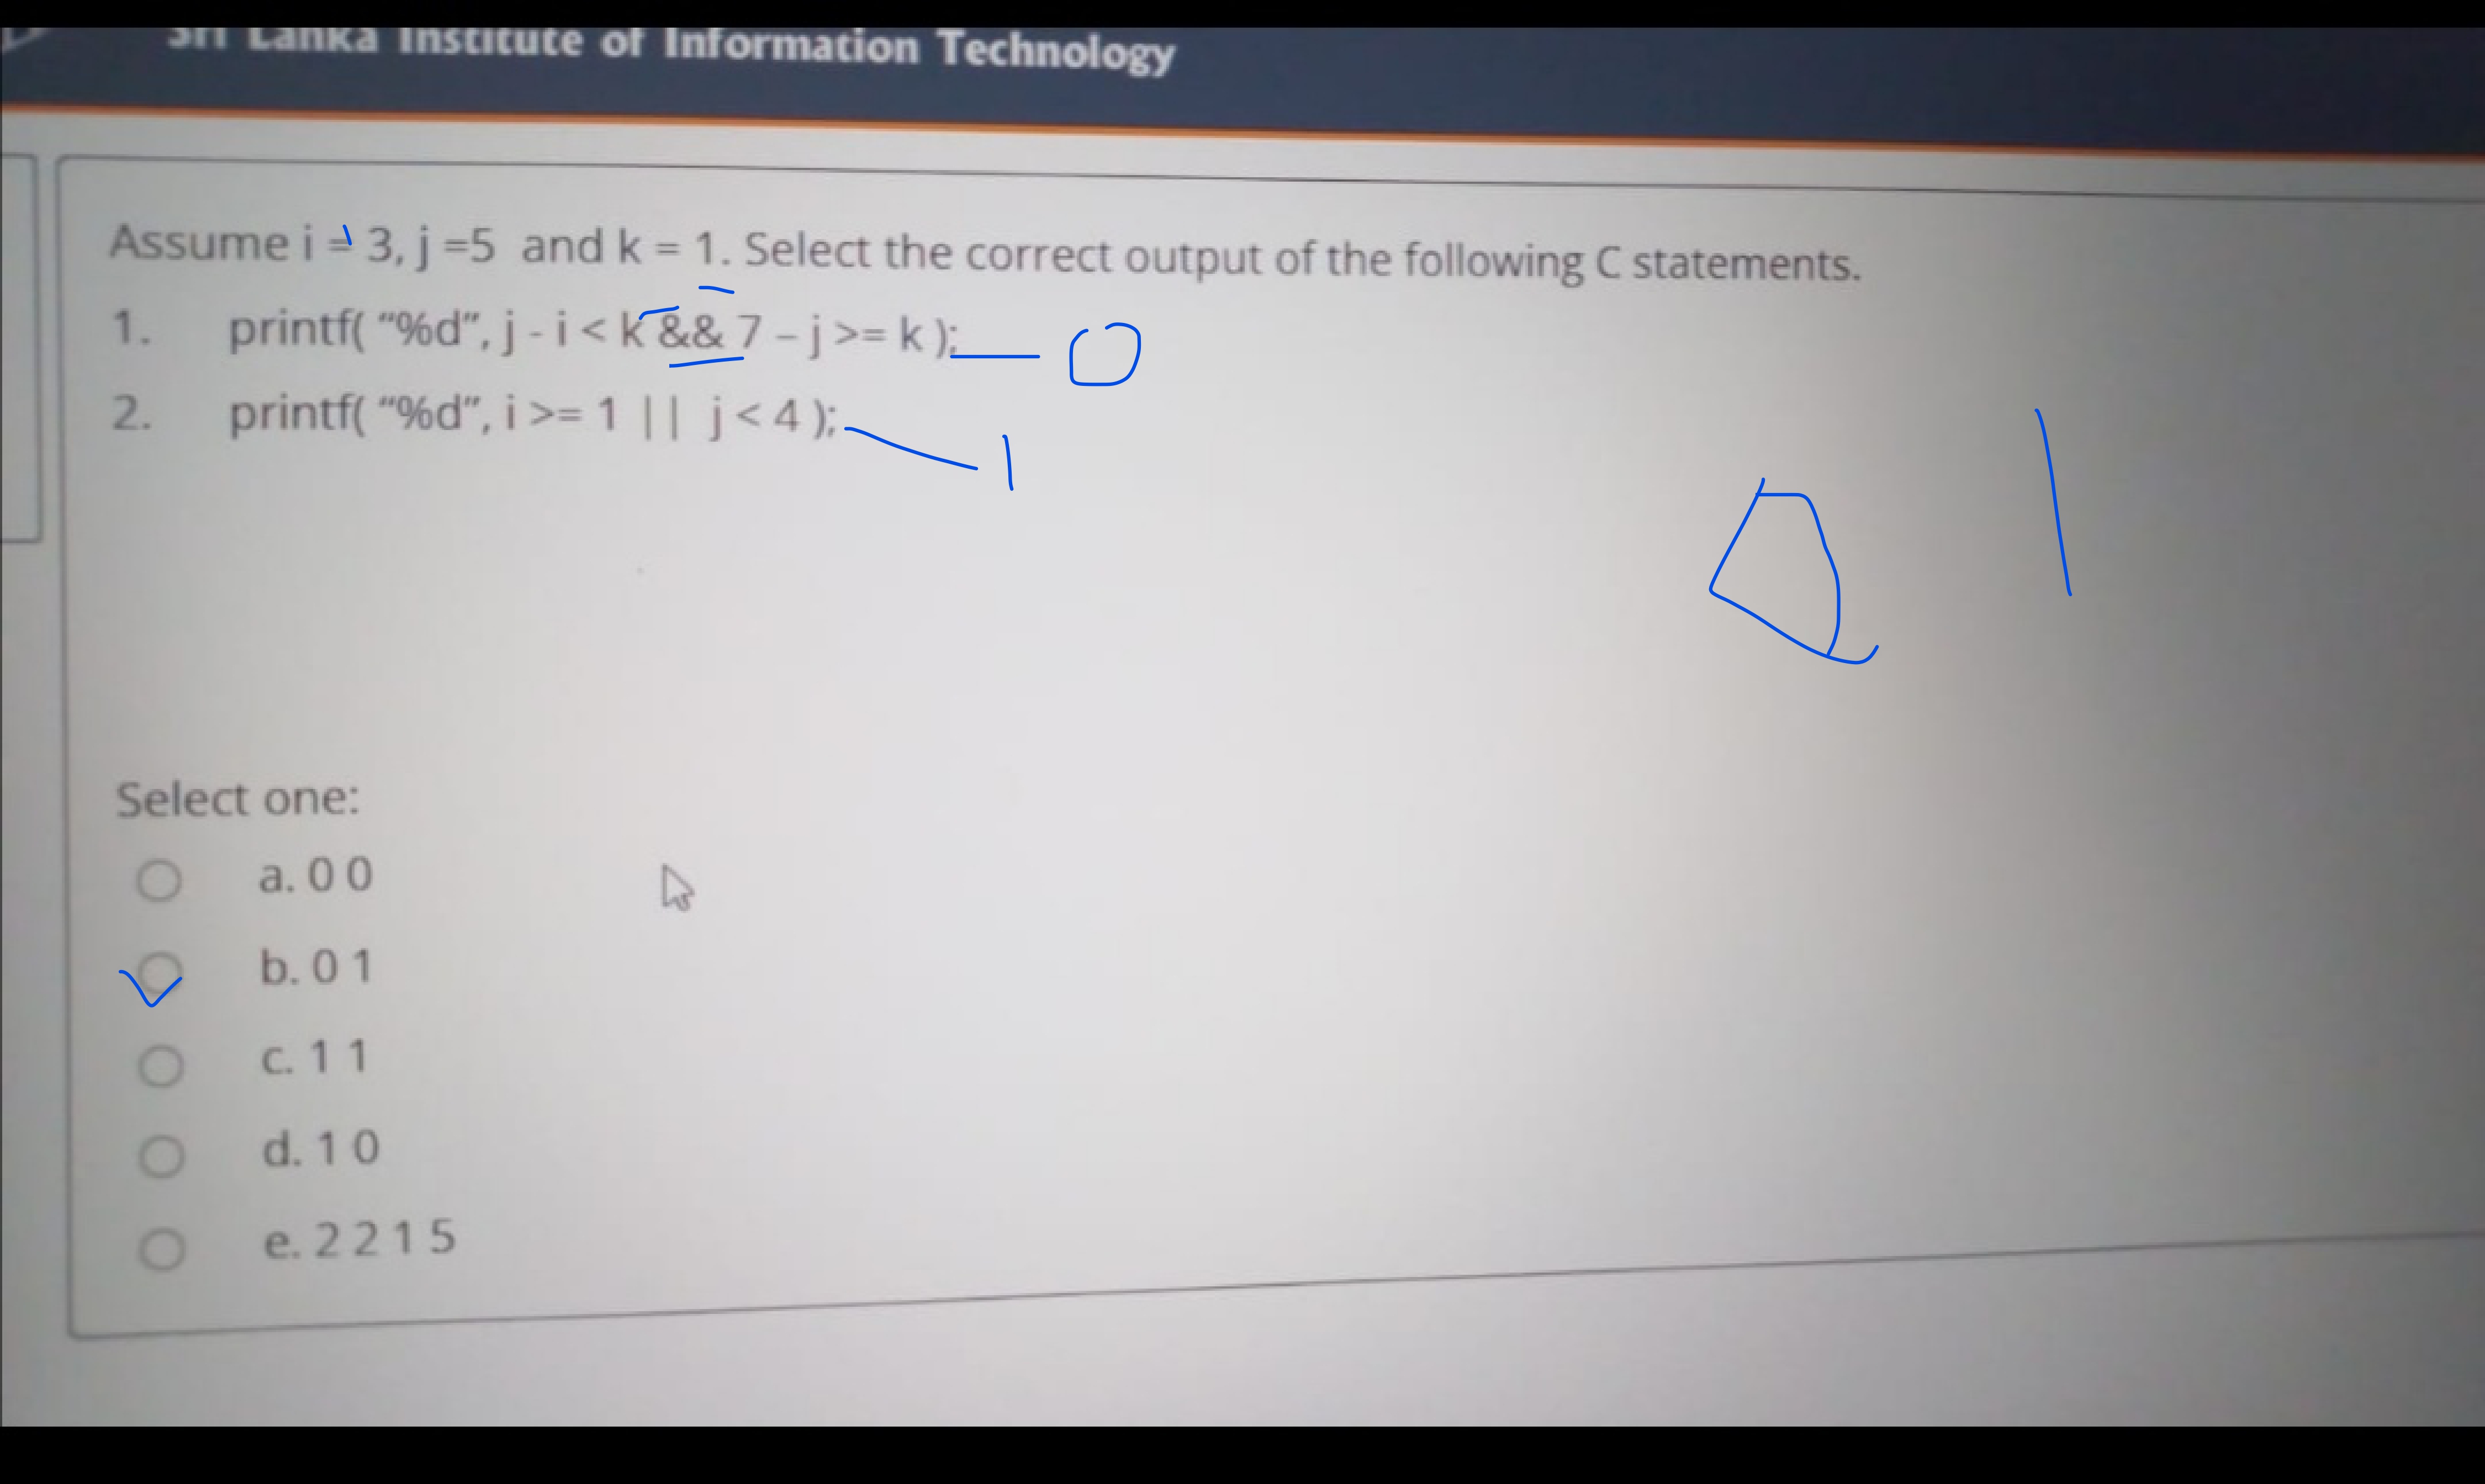 Sri Lanka Institute of Information Technology
Assume i = 3, j =5 and k = 1. Select the correct output of the following C statements.
1. printf( “%d”, j - i < k && 7 – j >= k ); 0
2. printf( “%d”, i >= 1 || j < 4 ); 1
0 1
Select one:
a. 0 0
b. 0 1
c. 1 1
d. 1 0
e. 2 2 1 5